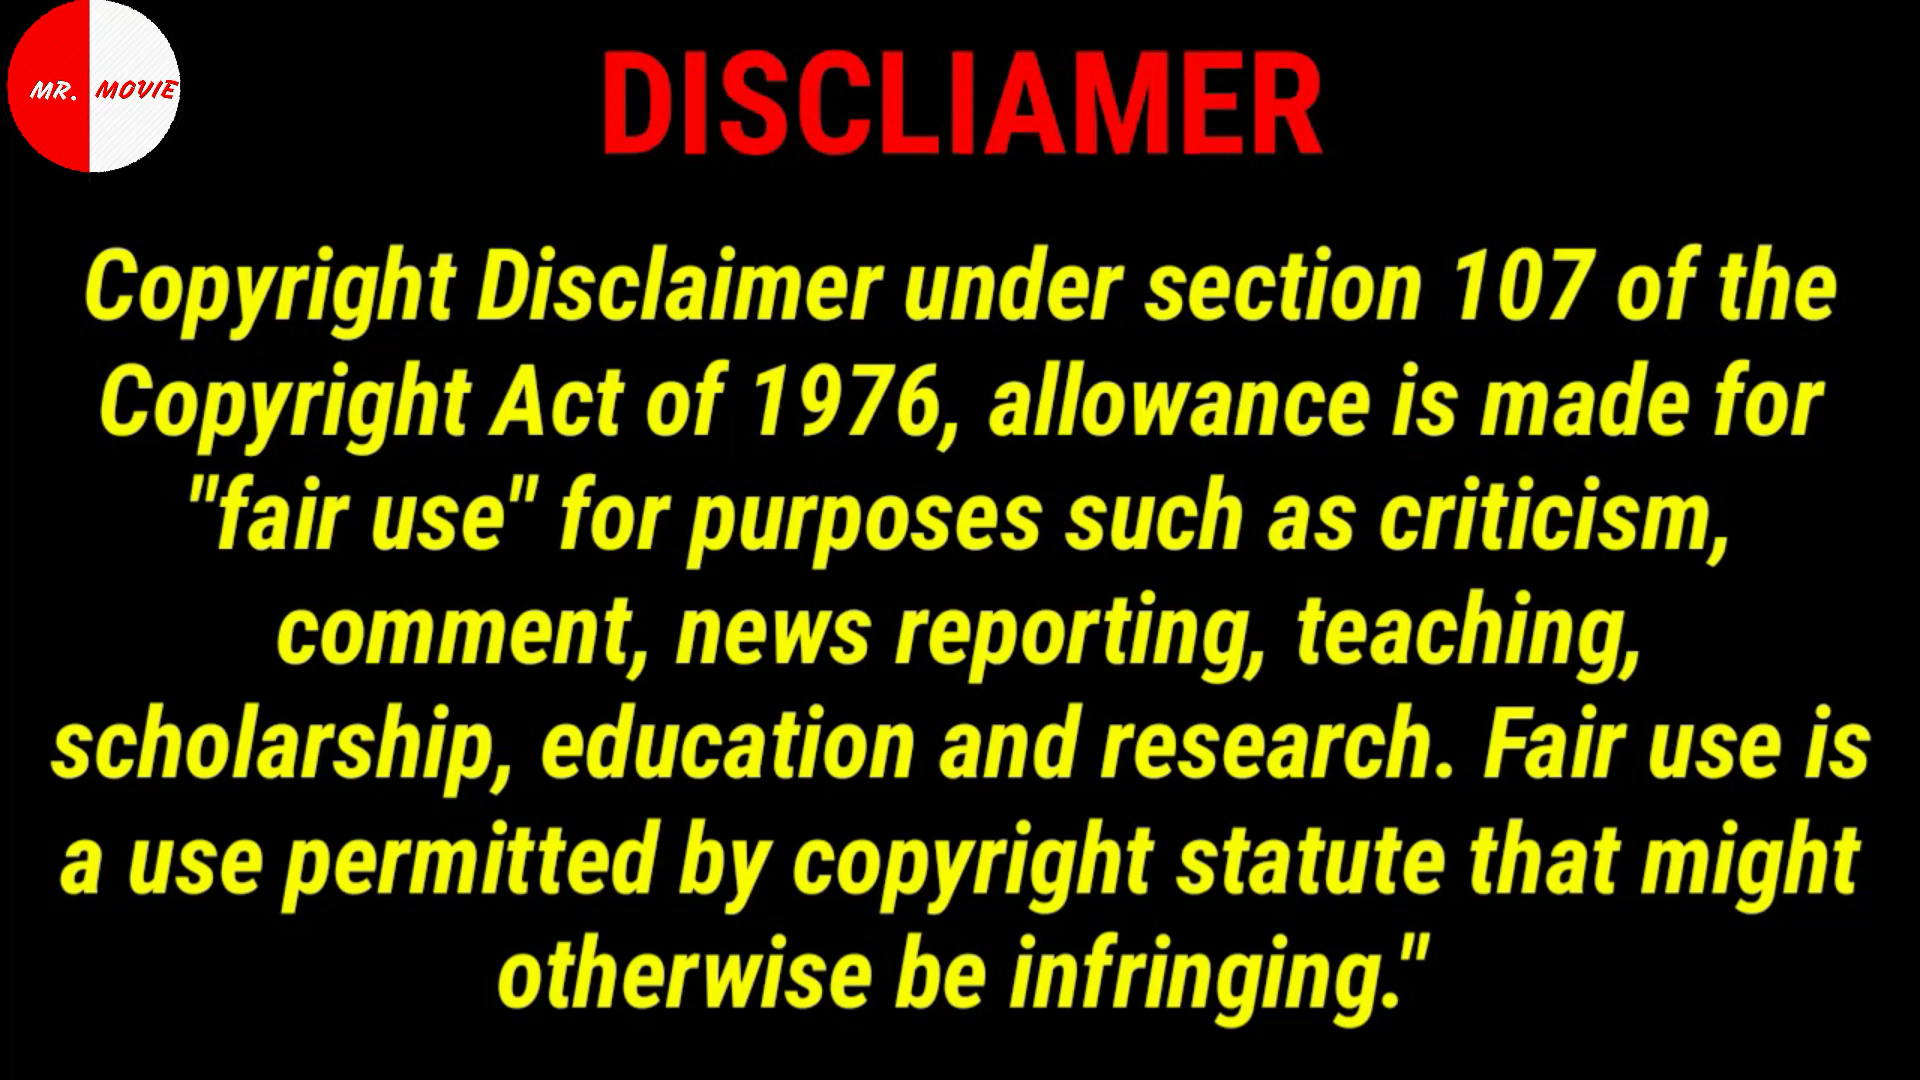 MR. MOVIE
DISCLIAMER
Copyright Disclaimer under section 107 of the
Copyright Act of 1976, allowance is made for
"fair use" for purposes such as criticism,
comment, news reporting, teaching,
scholarship, education and research. Fair use is
a use permitted by copyright statute that might
otherwise be infringing."